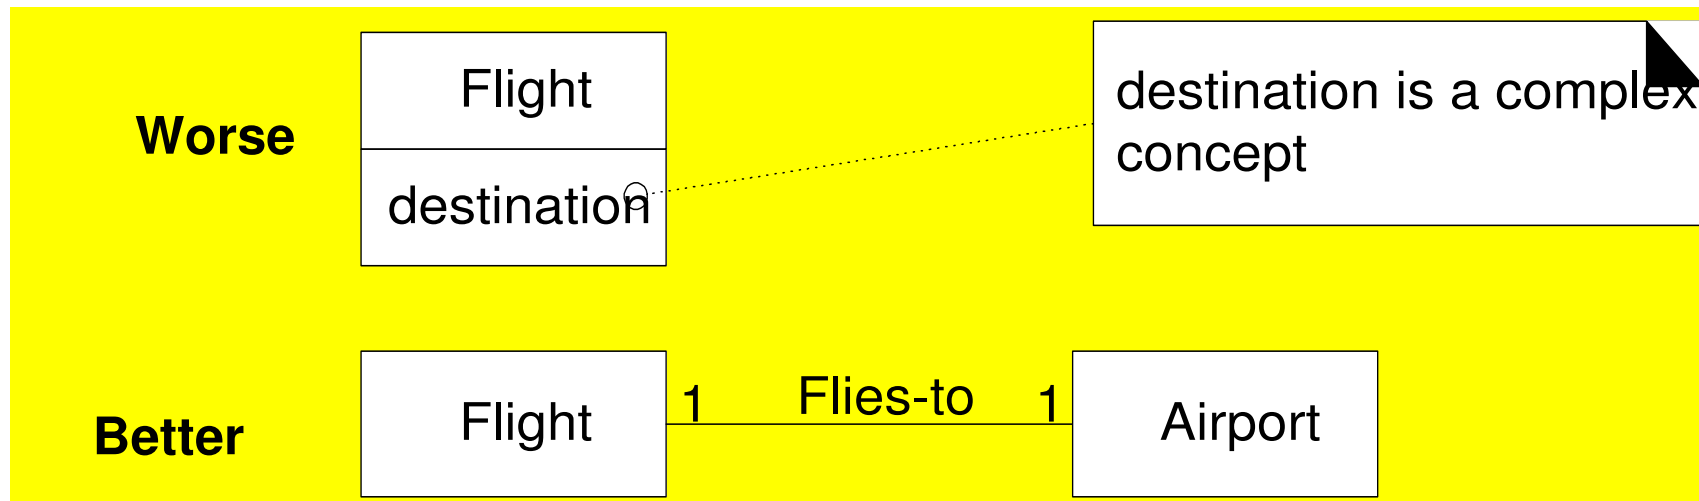 Worse
Flight
destination
destination is a complex
concept
Better
Flight
1
Flies-to
1
Airport